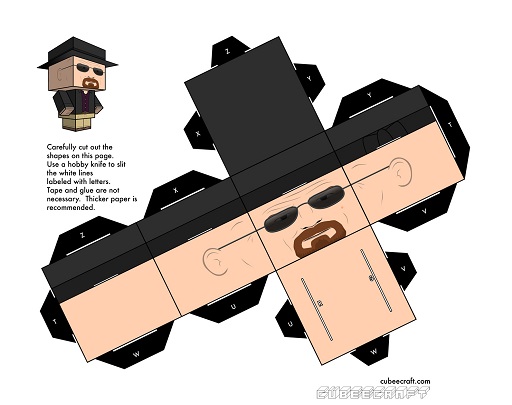 Z
Y
X
Y
T
Carefully cut out the
shapes on this page.
Use a hobby knife to slit
the white lines
labeled with letters.
Tape and glue are not
necessary. Thicker paper is
recommended.
X
Z
V
U
T
W
V
R
R
U
W
cubeecraft.com
CUBEECRAFT